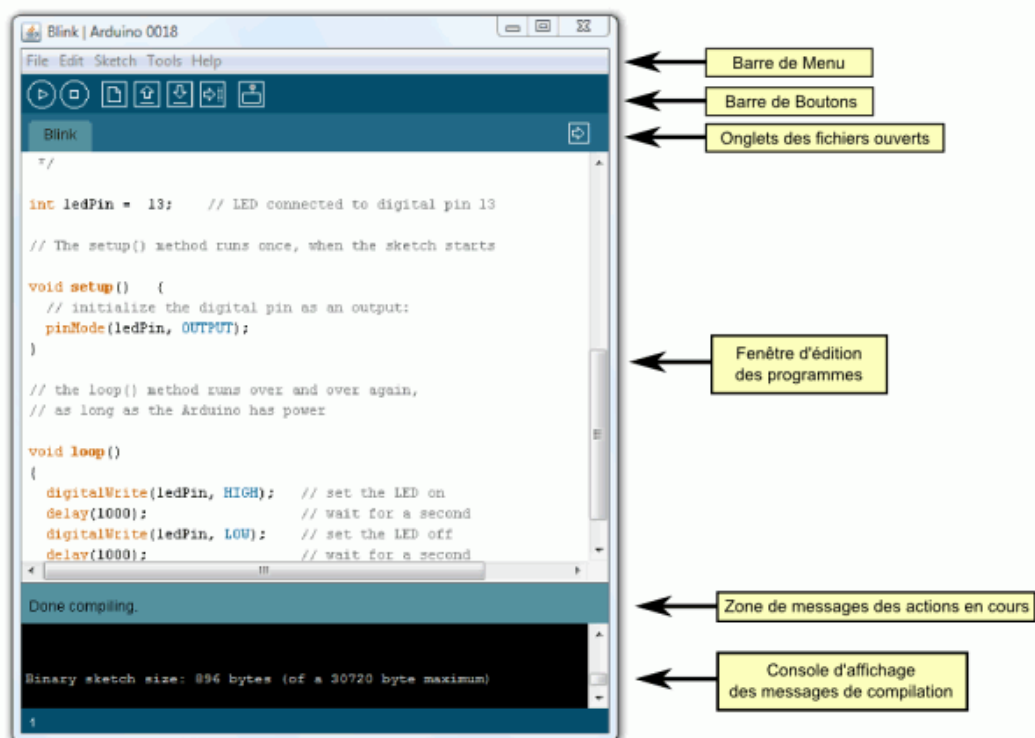 Blink | Arduino 0018
File Edit Sketch Tools Help
Barre de Menu
Barre de Boutons
Blink
Onglets des fichiers ouverts
*/
int ledPin =  13;    // LED connected to digital pin 13
// The setup() method runs once, when the sketch starts
void setup()   {
// initialize the digital pin as an output:
pinMode(ledPin, OUTPUT);
}
Fenêtre d'édition
des programmes
// the loop() method runs over and over again,
// as long as the Arduino has power
void loop()
{
digitalWrite(ledPin, HIGH);   // set the LED on
delay(1000);                  // wait for a second
digitalWrite(ledPin, LOW);    // set the LED off
delay(1000);                  // wait for a second
Done compiling.
Zone de messages des actions en cours
Binary sketch size: 896 bytes (of a 30720 byte maximum)
Console d'affichage
des messages de compilation
1